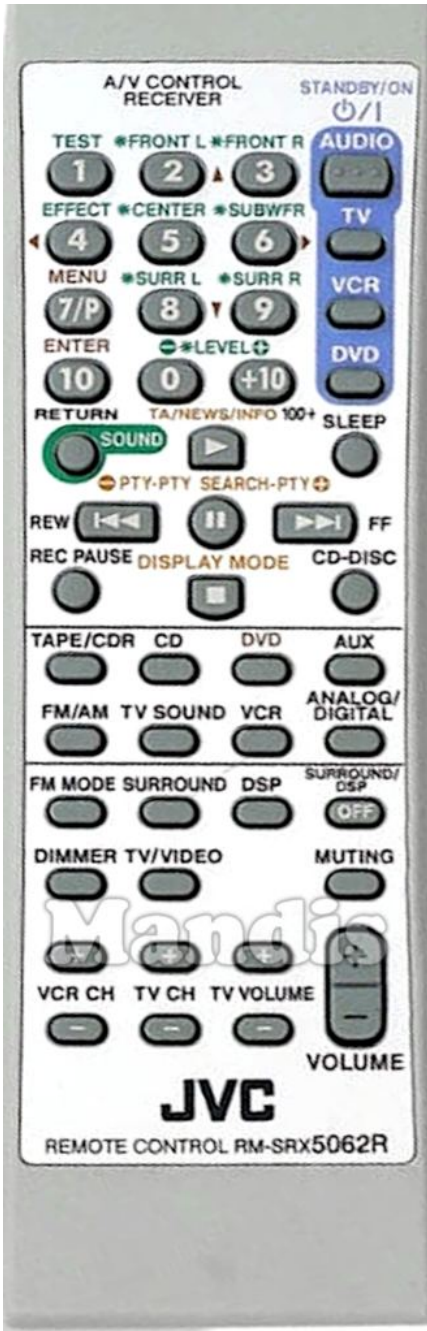 A/V CONTROL
RECEIVER
STANDBY/ON
⏻/I
TEST ✳FRONT L ✳FRONT R AUDIO
1 2 3
EFFECT ✳CENTER ✳SUBWFR TV
4 5 6
MENU ✳SURR L ✳SURR R VCR
7/P 8 9
ENTER ⊖✳LEVEL⊕ DVD
10 0 +10
RETURN TA/NEWS/INFO 100+ SLEEP
SOUND
⊖PTY-PTY SEARCH-PTY⊕
REW FF
REC PAUSE DISPLAY MODE CD-DISC
TAPE/CDR CD DVD AUX
FM/AM TV SOUND VCR ANALOG/
DIGITAL
FM MODE SURROUND DSP SURROUND/
DSP
OFF
DIMMER TV/VIDEO MUTING
Mandis
+ + + +
VCR CH TV CH TV VOLUME
− − − −
VOLUME
JVC
REMOTE CONTROL RM-SRX5062R